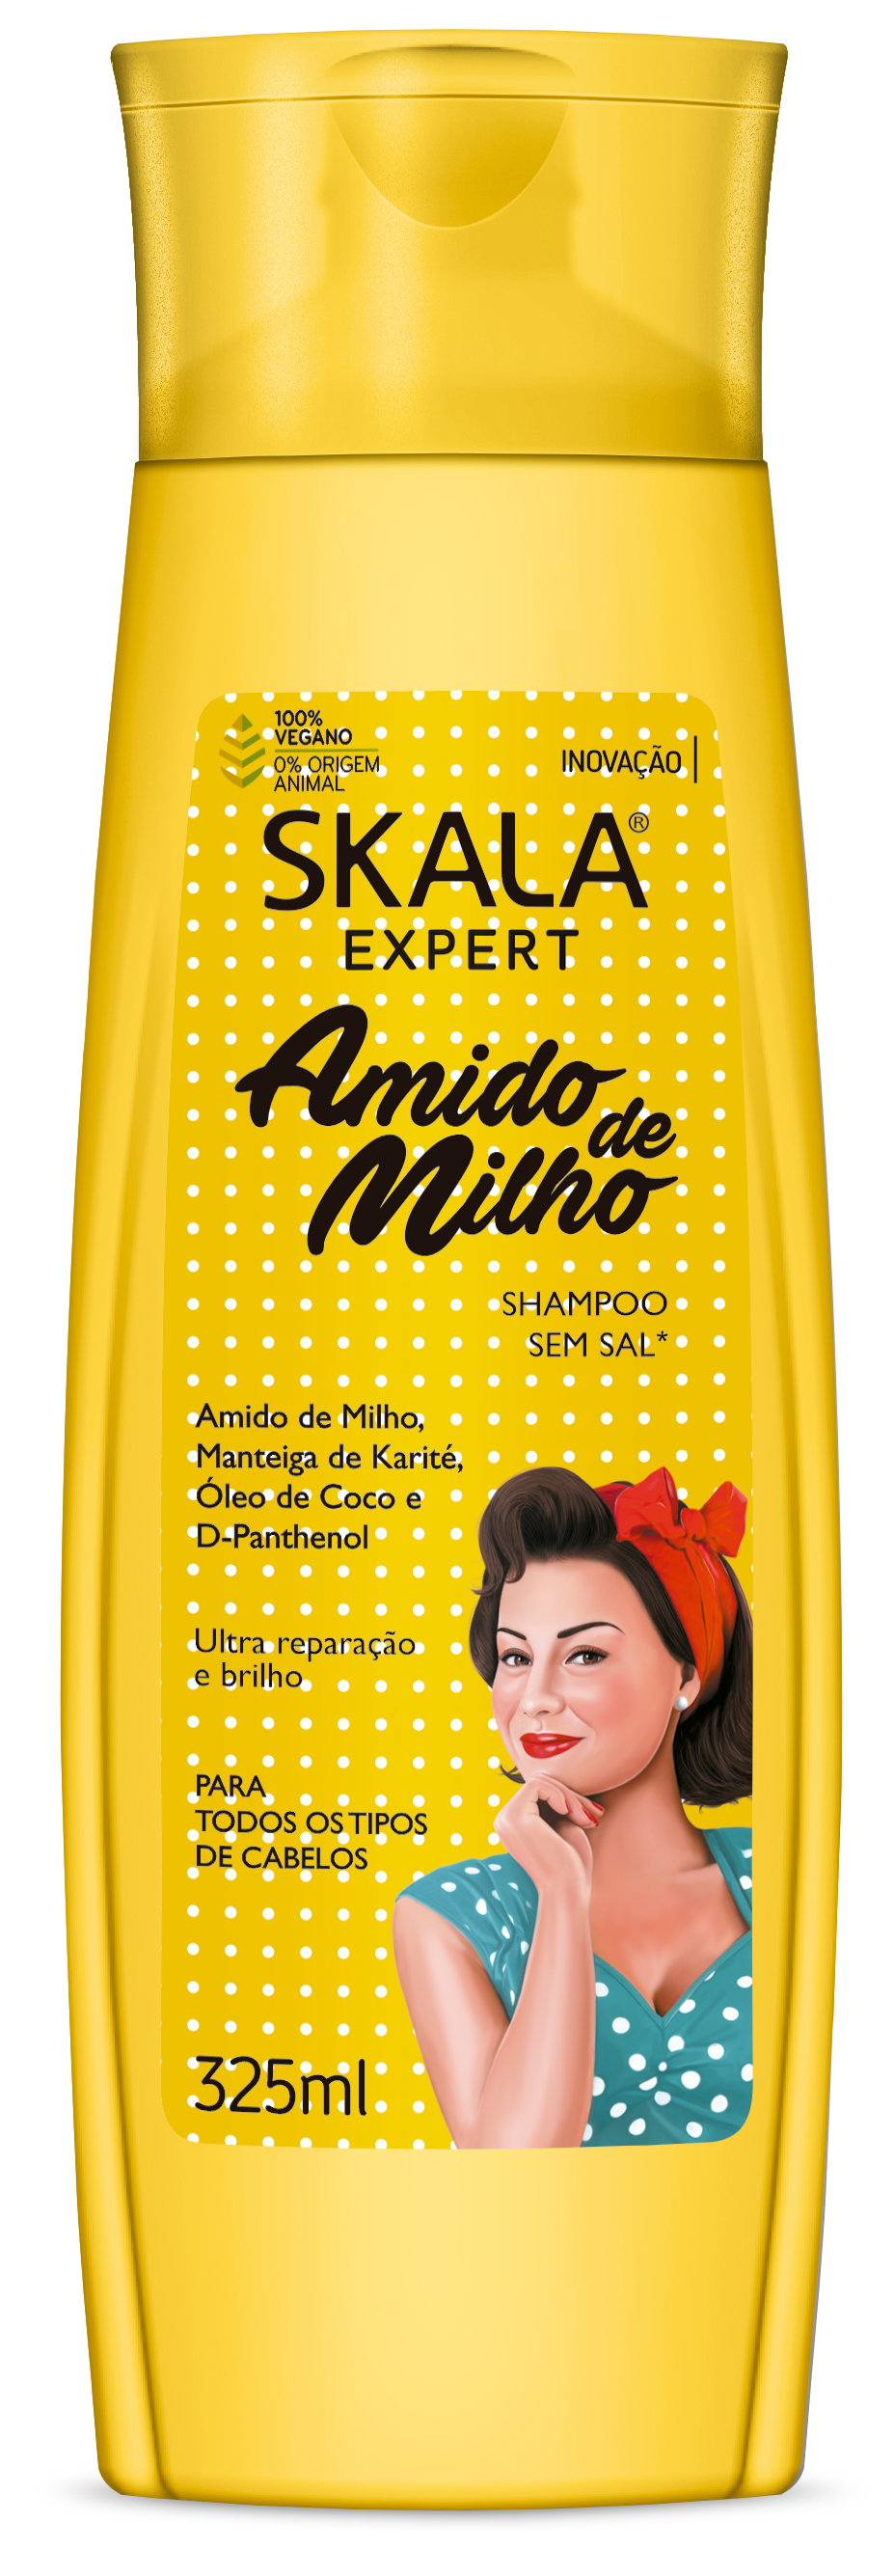 100%
VEGANO
0% ORIGEM
ANIMAL
INOVAÇÃO
SKALA®
EXPERT
Amido de
Milho
SHAMPOO
SEM SAL*
Amido de Milho,
Manteiga de Karité,
Óleo de Coco e
D-Panthenol
Ultra reparação
e brilho
PARA
TODOS OS TIPOS
DE CABELOS
325ml